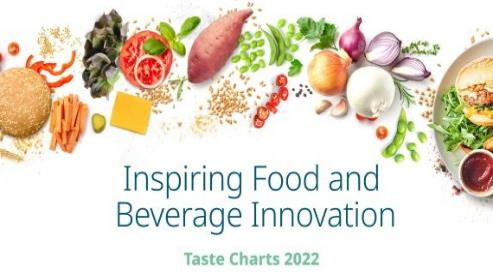 Inspiring Food and
Beverage Innovation
Taste Charts 2022